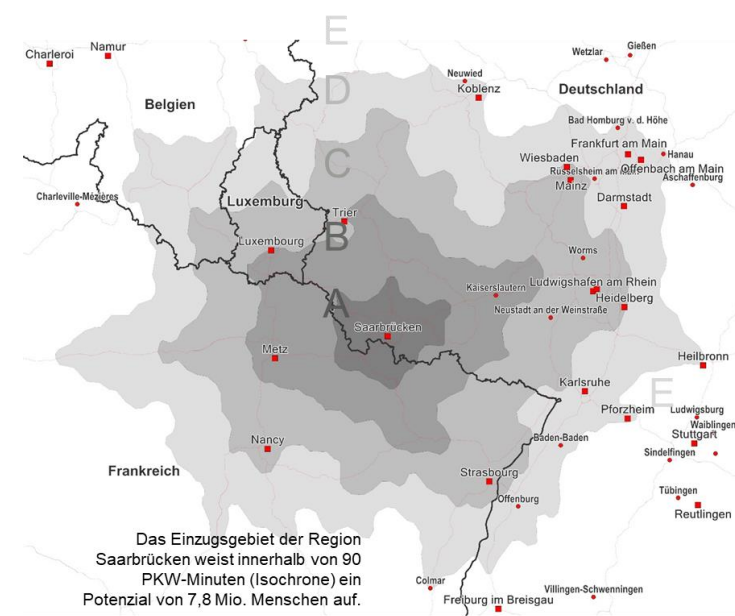 E
Charleroi
Namur
Wetzlar
Gießen
Neuwied
Koblenz
D
Deutschland
Belgien
Bad Homburg v. d. Höhe
Frankfurt am Main
Hanau
Offenbach am Main
Wiesbaden
Rüsselsheim am
Aschaffenburg
Mainz
C
Charleville-Mézières
Luxemburg
Trier
Darmstadt
B
Luxembourg
Worms
Kaiserslautern
Ludwigshafen am Rhein
Heidelberg
A
Neustadt an der Weinstraße
Saarbrücken
Metz
Heilbronn
Karlsruhe
E
Pforzheim
Ludwigsburg
Waiblingen
Stuttgart
Nancy
Baden-Baden
Sindelfingen
Frankreich
Strasbourg
Offenburg
Tübingen
Reutlingen
Das Einzugsgebiet der Region
Saarbrücken weist innerhalb von 90
PKW-Minuten (Isochrone) ein
Potenzial von 7,8 Mio. Menschen auf.
Colmar
Freiburg im Breisgau
Villingen-Schwenningen